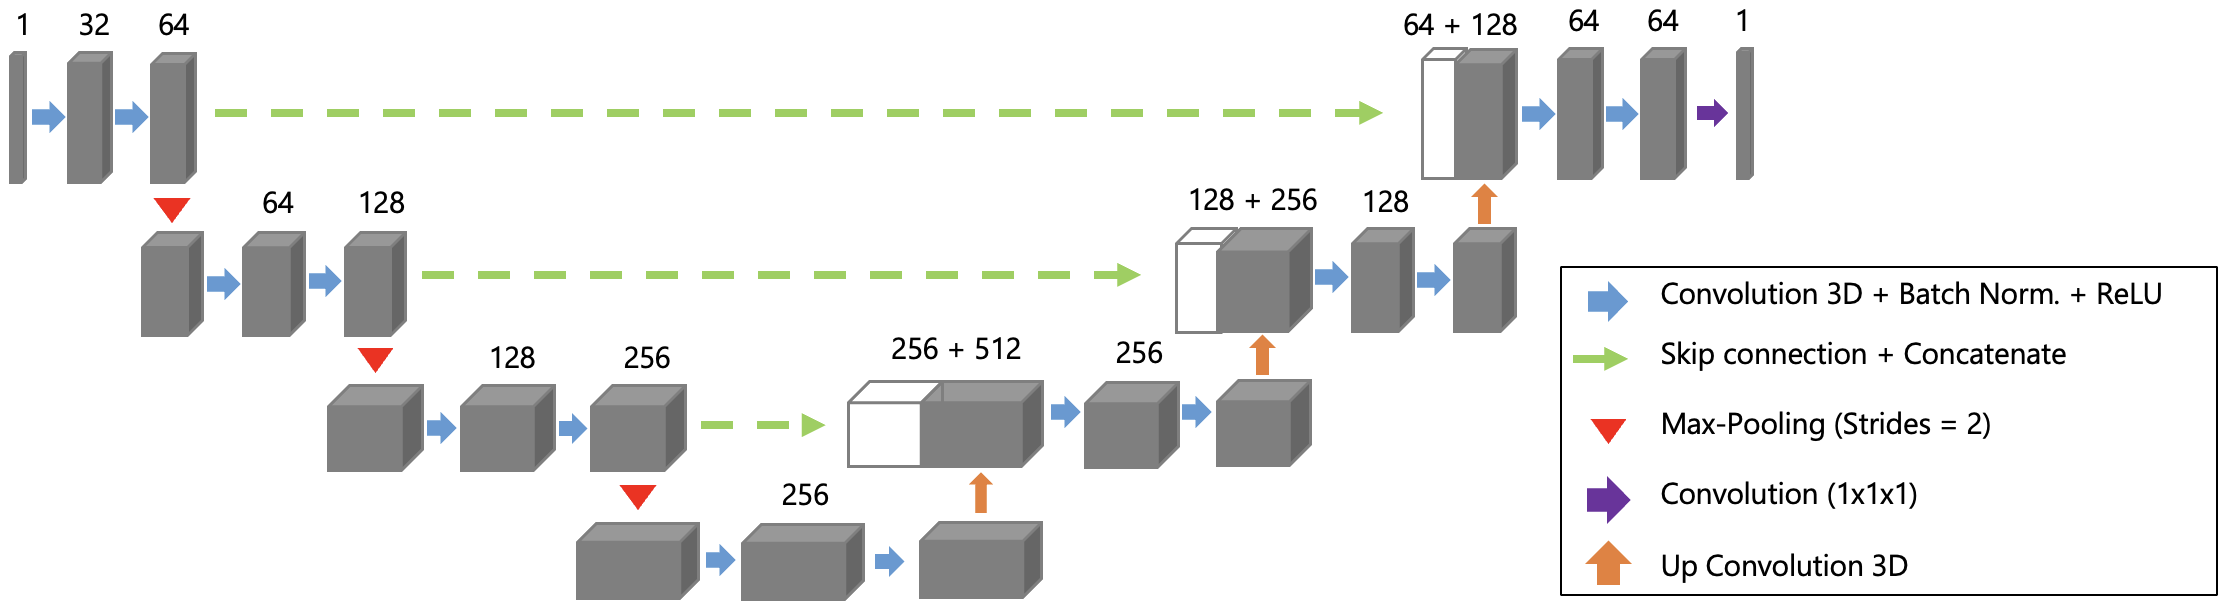 1 32 64 64 + 128 64 64 1
64 128 128 + 256 128
128 256 256 + 512 256
256
Convolution 3D + Batch Norm. + ReLU
Skip connection + Concatenate
Max-Pooling (Strides = 2)
Convolution (1x1x1)
Up Convolution 3D